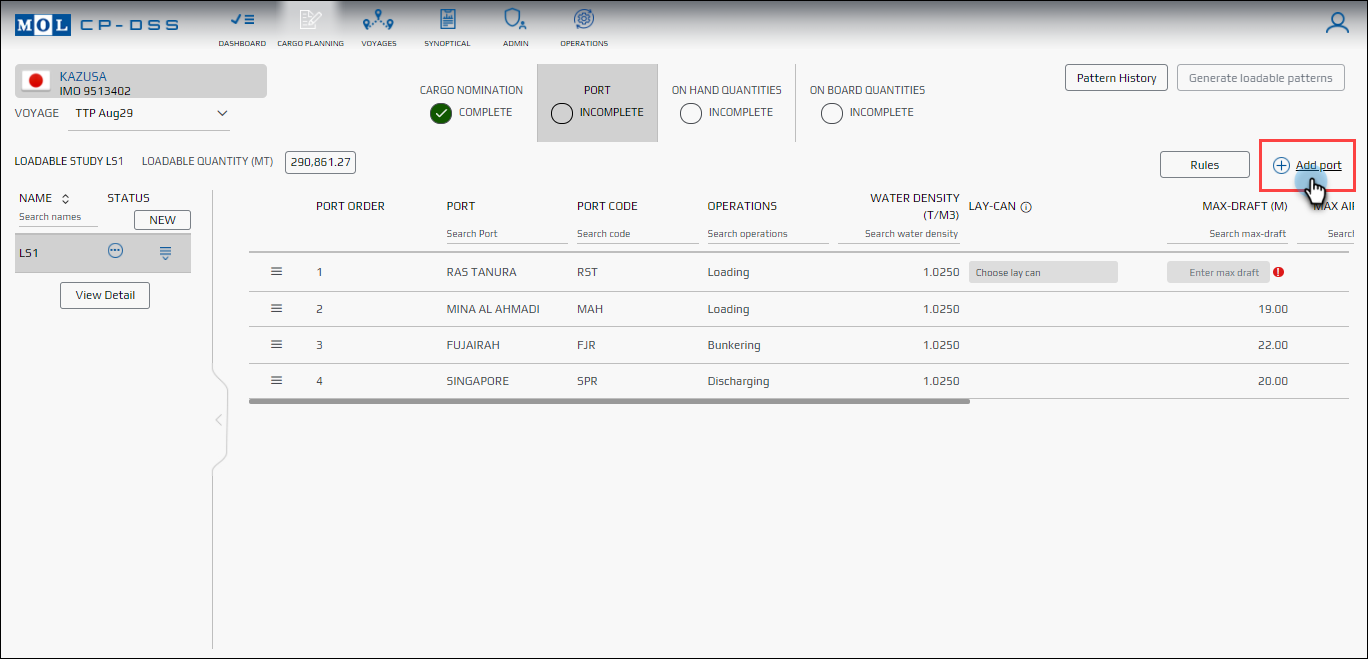 MOL CP-DSS
DASHBOARD
CARGO PLANNING
VOYAGES
SYNOPTICAL
ADMIN
OPERATIONS
KAZUSA
IMO 9513402
VOYAGE TTP Aug29
CARGO NOMINATION
COMPLETE
PORT
INCOMPLETE
ON HAND QUANTITIES
INCOMPLETE
ON BOARD QUANTITIES
INCOMPLETE
Pattern History
Generate loadable patterns
LOADABLE STUDY LS1 LOADABLE QUANTITY (MT) 290,861.27
Rules
Add port
NAME STATUS
Search names
NEW
LS1
View Detail
PORT ORDER PORT PORT CODE OPERATIONS WATER DENSITY (T/M3) LAY-CAN MAX-DRAFT (M) MAX AI
Search Port Search code Search operations Search water density Search max-draft Searc
1 RAS TANURA RST Loading 1.0250 Choose lay can Enter max draft
2 MINA AL AHMADI MAH Loading 1.0250 19.00
3 FUJAIRAH FJR Bunkering 1.0250 22.00
4 SINGAPORE SPR Discharging 1.0250 20.00